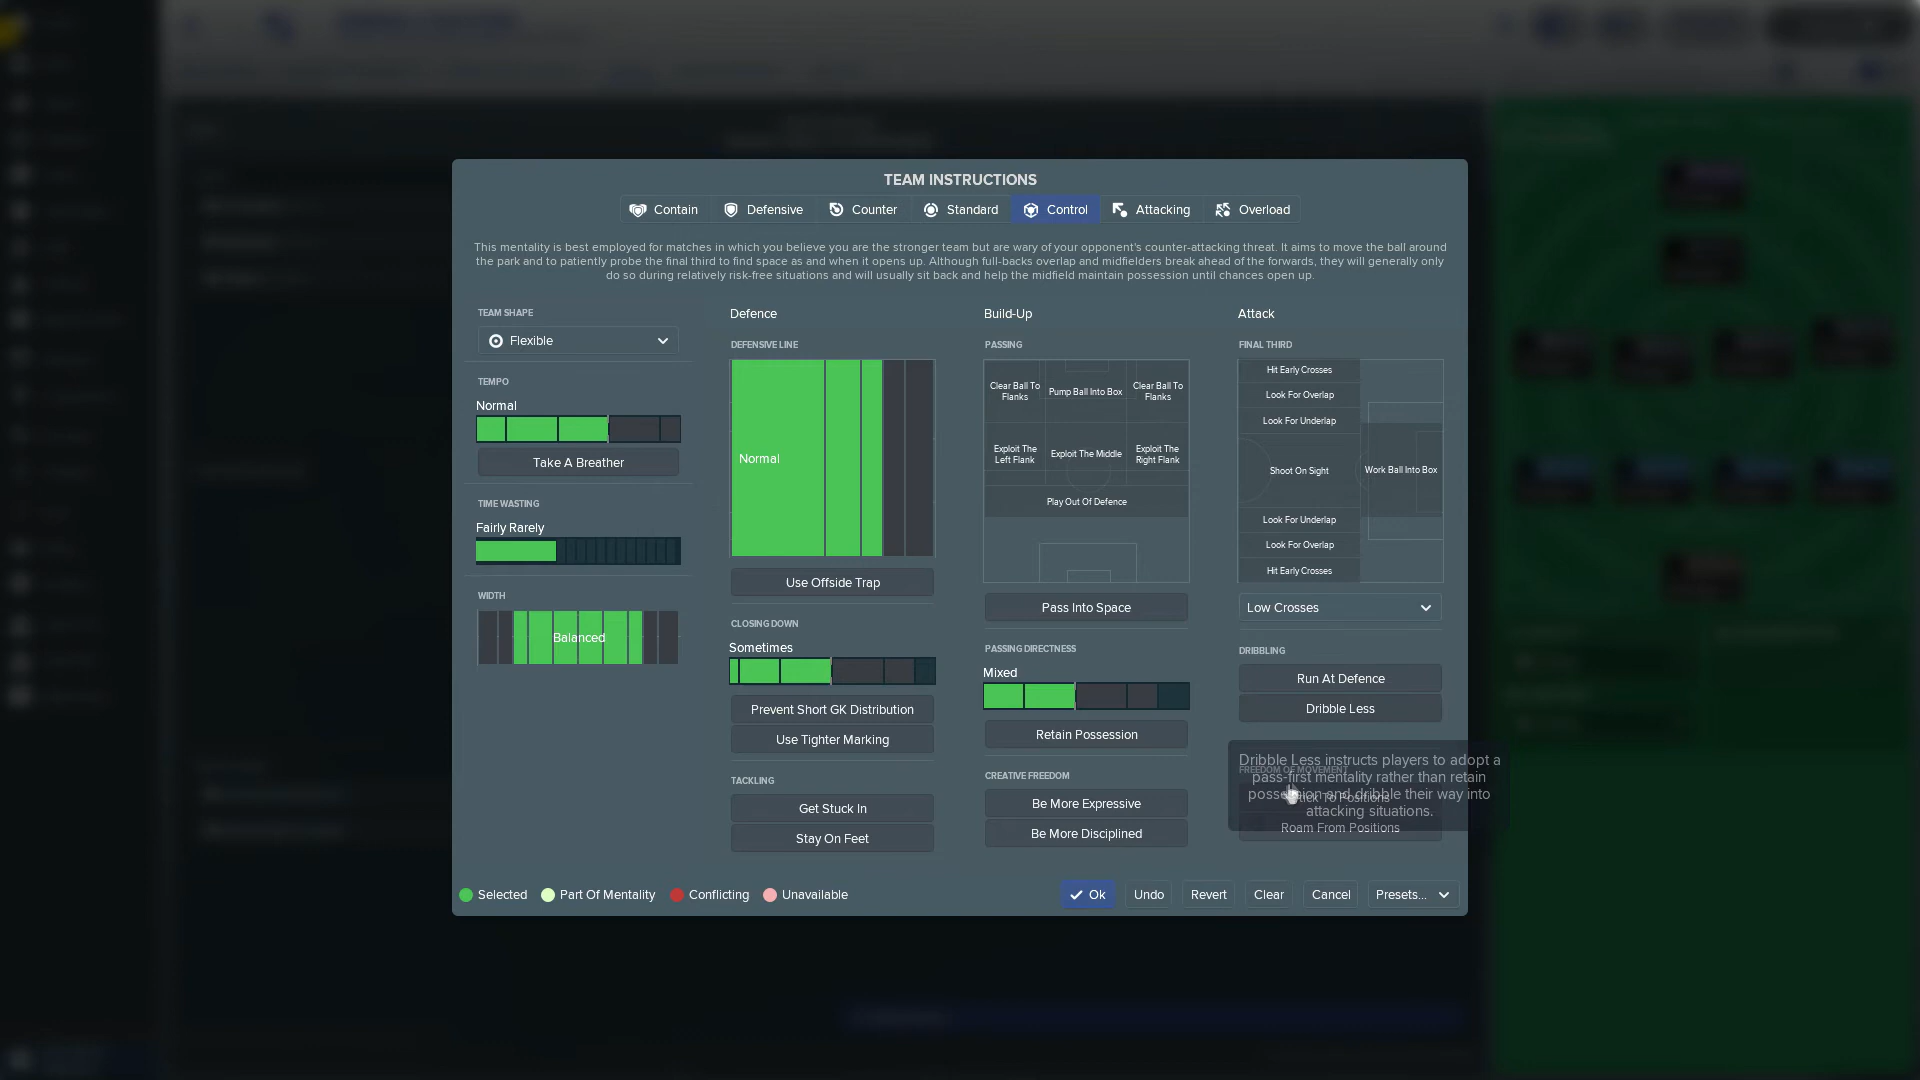 TEAM INSTRUCTIONS
Contain Defensive Counter Standard Control Attacking Overload
This mentality is best employed for matches in which you believe you are the stronger team but are wary of your opponent's counter-attacking threat. It aims to move the ball around
the park and to patiently probe the final third to find space as and when it opens up. Although full-backs overlap and midfielders break ahead of the forwards, they will generally only
do so during relatively risk-free situations and will usually sit back and help the midfield maintain possession until chances open up.
TEAM SHAPE
Flexible
TEMPO
Normal
Take A Breather
TIME WASTING
Fairly Rarely
WIDTH
Balanced
Defence
DEFENSIVE LINE
Normal
Use Offside Trap
CLOSING DOWN
Sometimes
Prevent Short GK Distribution
Use Tighter Marking
TACKLING
Get Stuck In
Stay On Feet
Build-Up
PASSING
Clear Ball To
Flanks
Pump Ball Into Box
Clear Ball To
Flanks
Exploit The
Left Flank
Exploit The Middle
Exploit The
Right Flank
Play Out Of Defence
Pass Into Space
PASSING DIRECTNESS
Mixed
Retain Possession
CREATIVE FREEDOM
Be More Expressive
Be More Disciplined
Attack
FINAL THIRD
Hit Early Crosses
Look For Overlap
Look For Underlap
Shoot On Sight
Work Ball Into Box
Look For Underlap
Look For Overlap
Hit Early Crosses
Low Crosses
DRIBBLING
Run At Defence
Dribble Less
Dribble Less instructs players to adopt a
pass-first mentality rather than retain
possession and dribble their way into
attacking situations.
FREEDOM OF MOVEMENT
Stick To Positions
Roam From Positions
Selected Part Of Mentality Conflicting Unavailable
Ok Undo Revert Clear Cancel Presets...